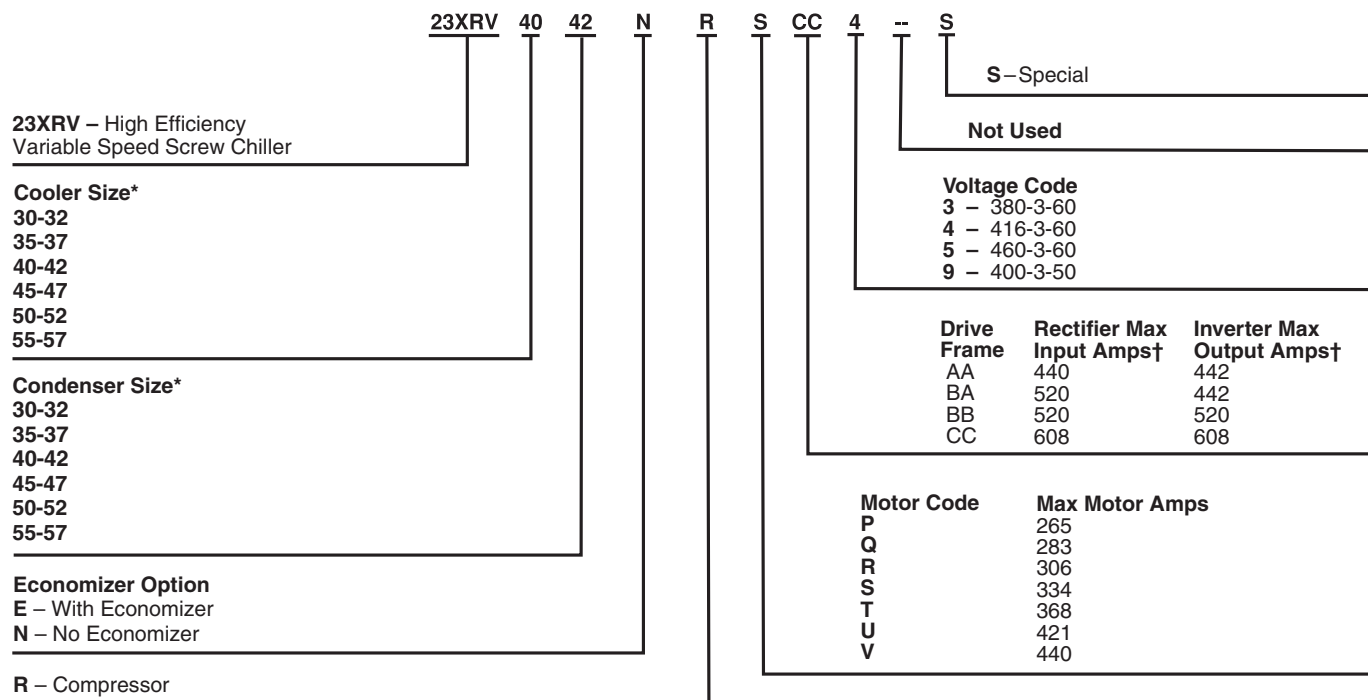 23XRV 40 42 N R S CC 4 -- S
S–Special
23XRV – High Efficiency
Variable Speed Screw Chiller
Not Used
Cooler Size*
30-32
35-37
40-42
45-47
50-52
55-57
Voltage Code
3 – 380-3-60
4 – 416-3-60
5 – 460-3-60
9 – 400-3-50
Drive Frame Rectifier Max Input Amps† Inverter Max Output Amps†
AA 440 442
BA 520 442
BB 520 520
CC 608 608
Condenser Size*
30-32
35-37
40-42
45-47
50-52
55-57
Motor Code Max Motor Amps
P 265
Q 283
R 306
S 334
T 368
U 421
V 440
Economizer Option
E – With Economizer
N – No Economizer
R – Compressor